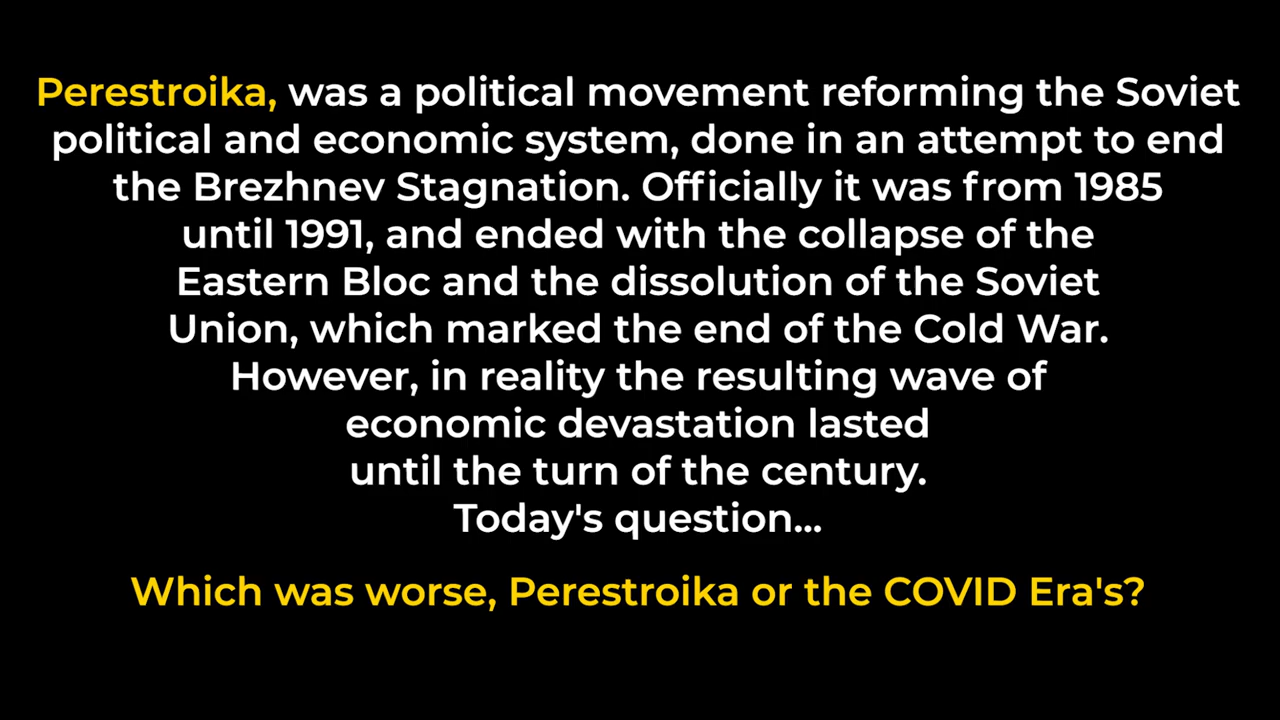 Perestroika, was a political movement reforming the Soviet
political and economic system, done in an attempt to end
the Brezhnev Stagnation. Officially it was from 1985
until 1991, and ended with the collapse of the
Eastern Bloc and the dissolution of the Soviet
Union, which marked the end of the Cold War.
However, in reality the resulting wave of
economic devastation lasted
until the turn of the century.
Today's question...
Which was worse, Perestroika or the COVID Era's?